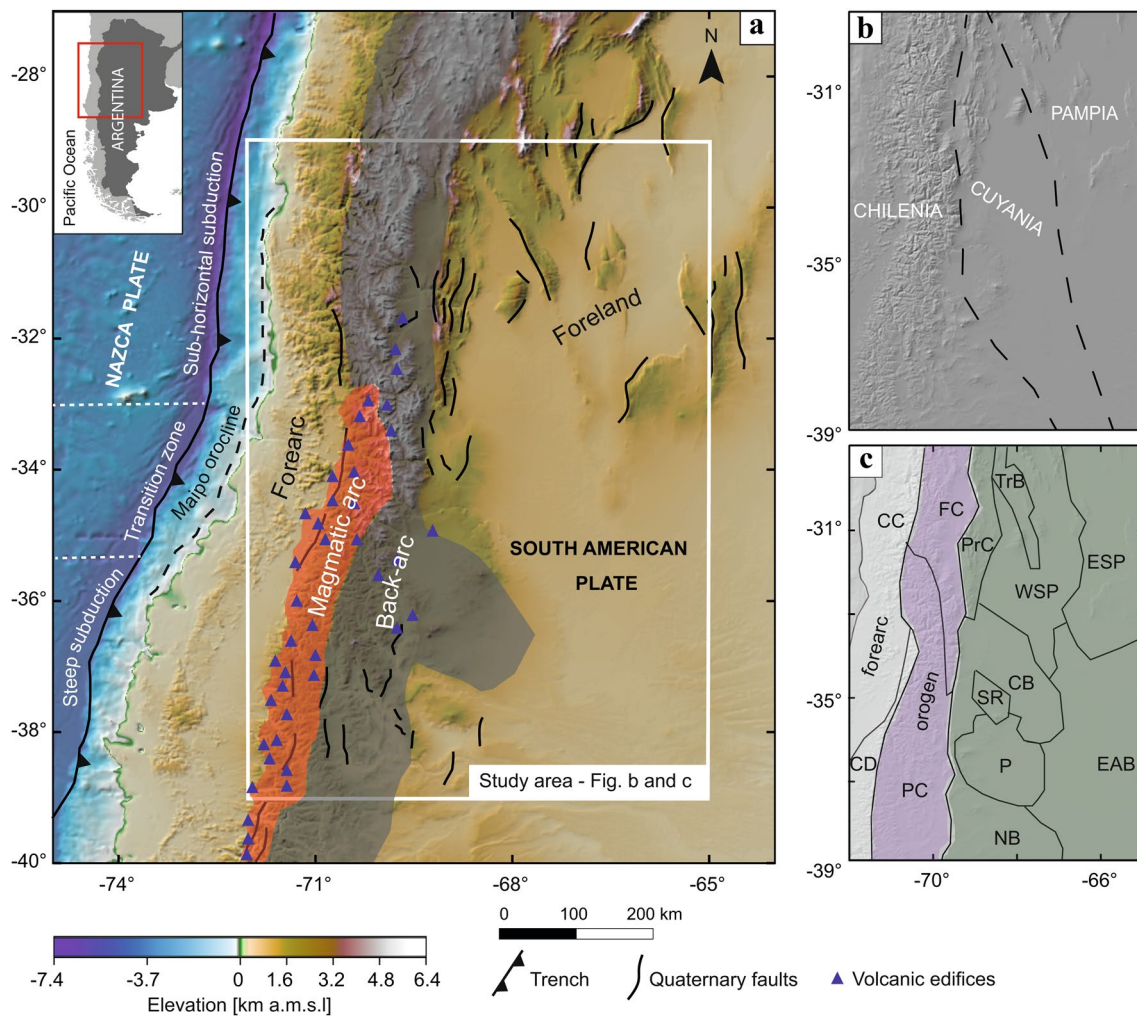 a
N
-28°
-30°
-32°
-34°
-36°
-38°
-40°
-74°
-71°
-68°
-65°
Pacific Ocean
ARGENTINA
NAZCA PLATE
Sub-horizontal subduction
Transition zone
Steep subduction
Maipo orocline
Forearc
Magmatic arc
Back-arc
Foreland
SOUTH AMERICAN
PLATE
Study area - Fig. b and c
b
-31°
-35°
-39°
CHILENIA
CUYANIA
PAMPIA
c
-31°
-35°
-39°
-70°
-66°
CC
FC
TrB
PrC
WSP
ESP
forearc
orogen
SR
CB
CD
PC
P
EAB
NB
-7.4
-3.7
0
1.6
3.2
4.8
6.4
Elevation [km a.m.s.l]
0
100
200 km
Trench
Quaternary faults
Volcanic edifices